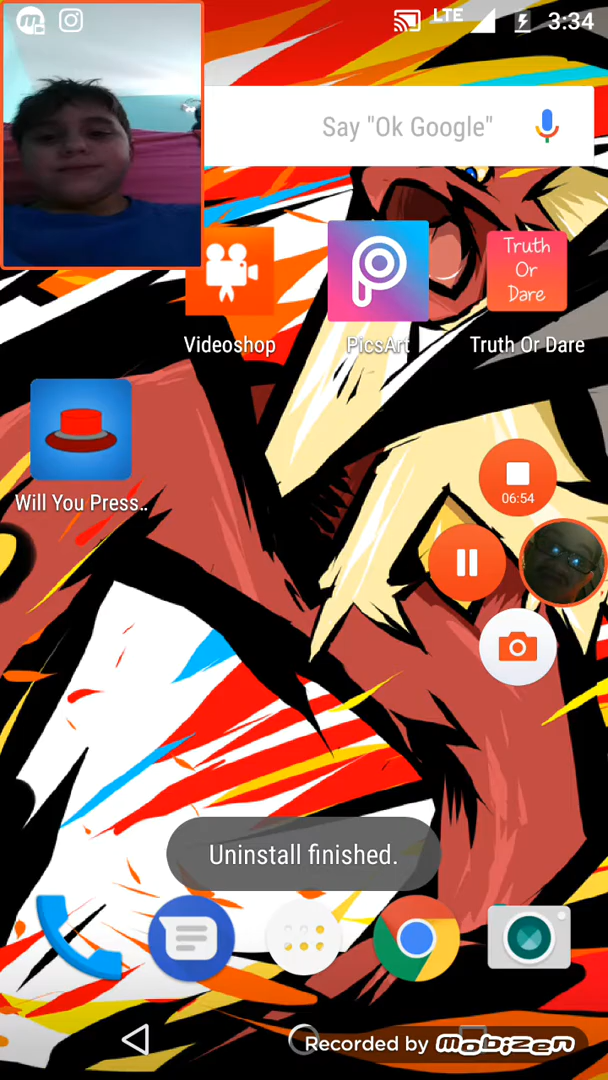 LTE 3:34
Say "Ok Google"
Truth
Or
Dare
Videoshop PicsArt Truth Or Dare
Will You Press..
06:54
Uninstall finished.
Recorded by mobizen